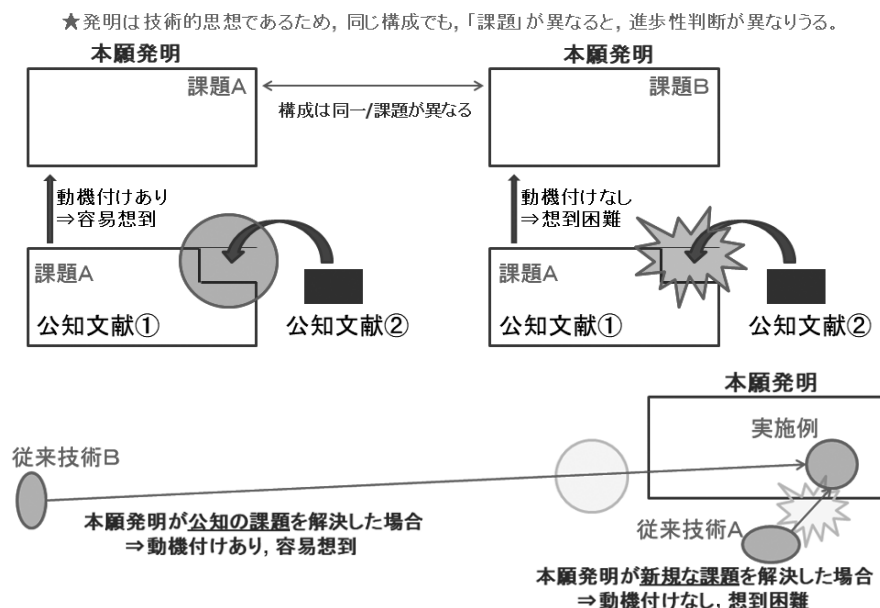 ★発明は技術的思想であるため, 同じ構成でも, 「課題」が異なると, 進歩性判断が異なりうる。
本願発明
本願発明
課題A
課題B
構成は同一/課題が異なる
動機付けあり
⇒容易想到
動機付けなし
⇒想到困難
課題A
公知文献①
公知文献②
課題A
公知文献①
公知文献②
本願発明
実施例
従来技術B
本願発明が公知の課題を解決した場合
⇒動機付けあり, 容易想到
従来技術A
本願発明が新規な課題を解決した場合
⇒動機付けなし, 想到困難